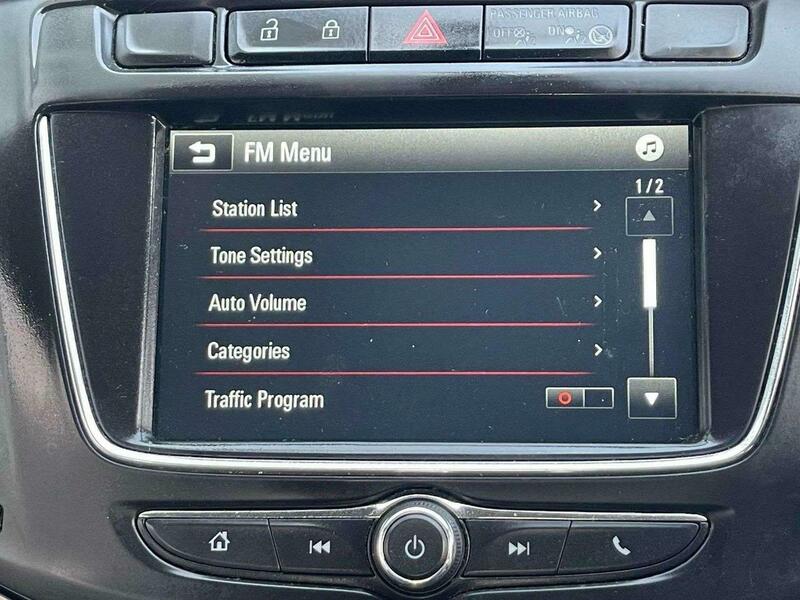 PASSENGER AIRBAG
OFF ON
FM Menu
1/2
Station List
Tone Settings
Auto Volume
Categories
Traffic Program